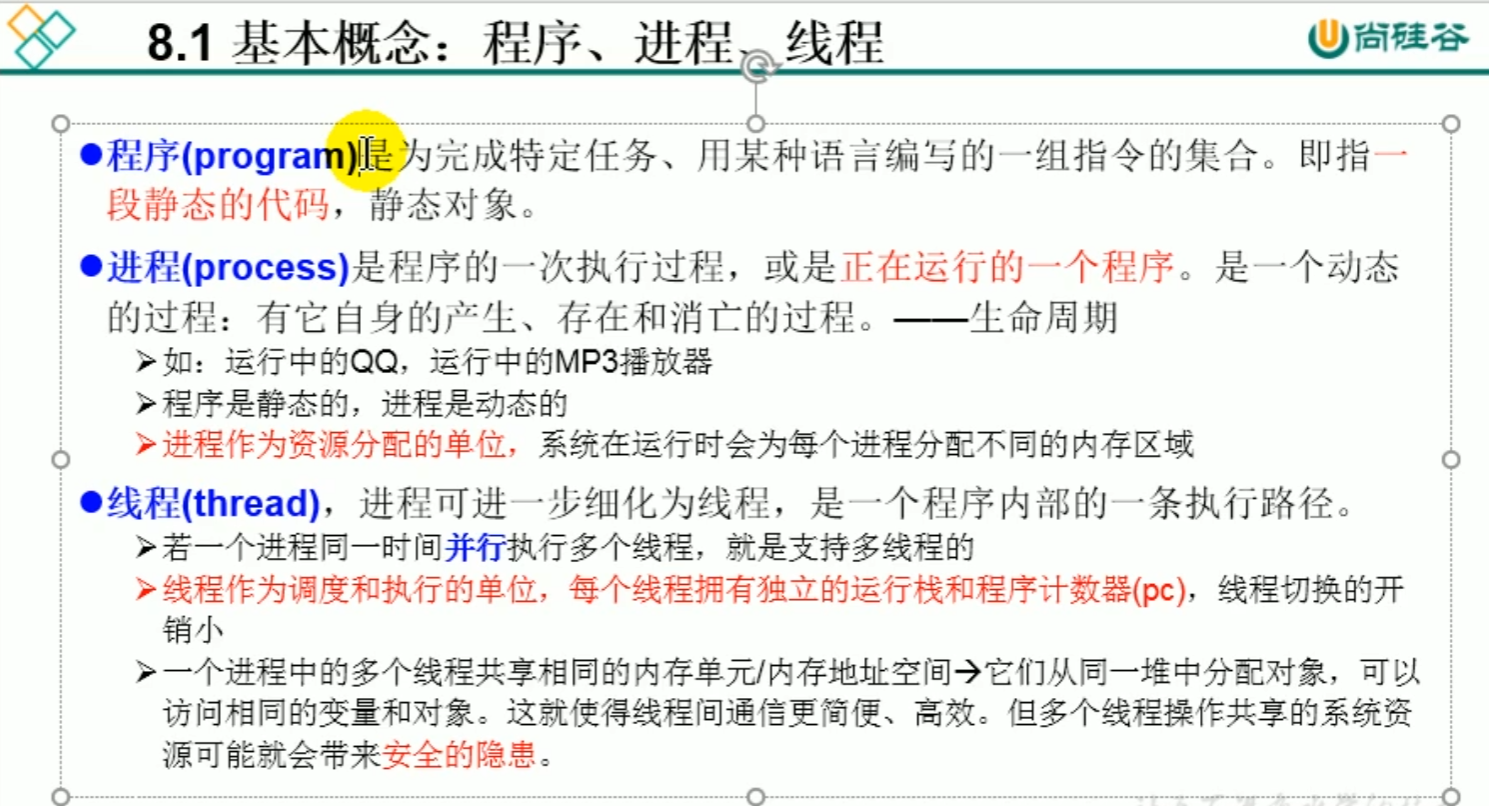 8.1 基本概念：程序、进程、线程
尚硅谷
●程序(program)是为完成特定任务、用某种语言编写的一组指令的集合。即指一
段静态的代码，静态对象。
●进程(process)是程序的一次执行过程，或是正在运行的一个程序。是一个动态
的过程：有它自身的产生、存在和消亡的过程。——生命周期
➢如：运行中的QQ，运行中的MP3播放器
➢程序是静态的，进程是动态的
➢进程作为资源分配的单位，系统在运行时会为每个进程分配不同的内存区域
●线程(thread)，进程可进一步细化为线程，是一个程序内部的一条执行路径。
➢若一个进程同一时间并行执行多个线程，就是支持多线程的
➢线程作为调度和执行的单位，每个线程拥有独立的运行栈和程序计数器(pc)，线程切换的开
销小
➢一个进程中的多个线程共享相同的内存单元/内存地址空间→它们从同一堆中分配对象，可以
访问相同的变量和对象。这就使得线程间通信更简便、高效。但多个线程操作共享的系统资
源可能就会带来安全的隐患。